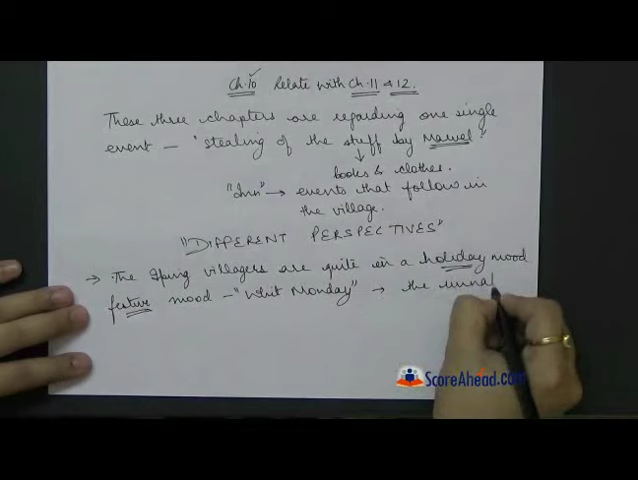 Ch.10 Relate with Ch.11 & 12.
These three chapters are regarding one single
event - "stealing of the stuff by Marvel"
books & clothes.
"Inn" → events that follow in
the village.
"DIFFERENT PERSPECTIVES"
→ The Iping villagers are quite in a holiday mood
festive mood - "Whit Monday" → the
ScoreAhead.com